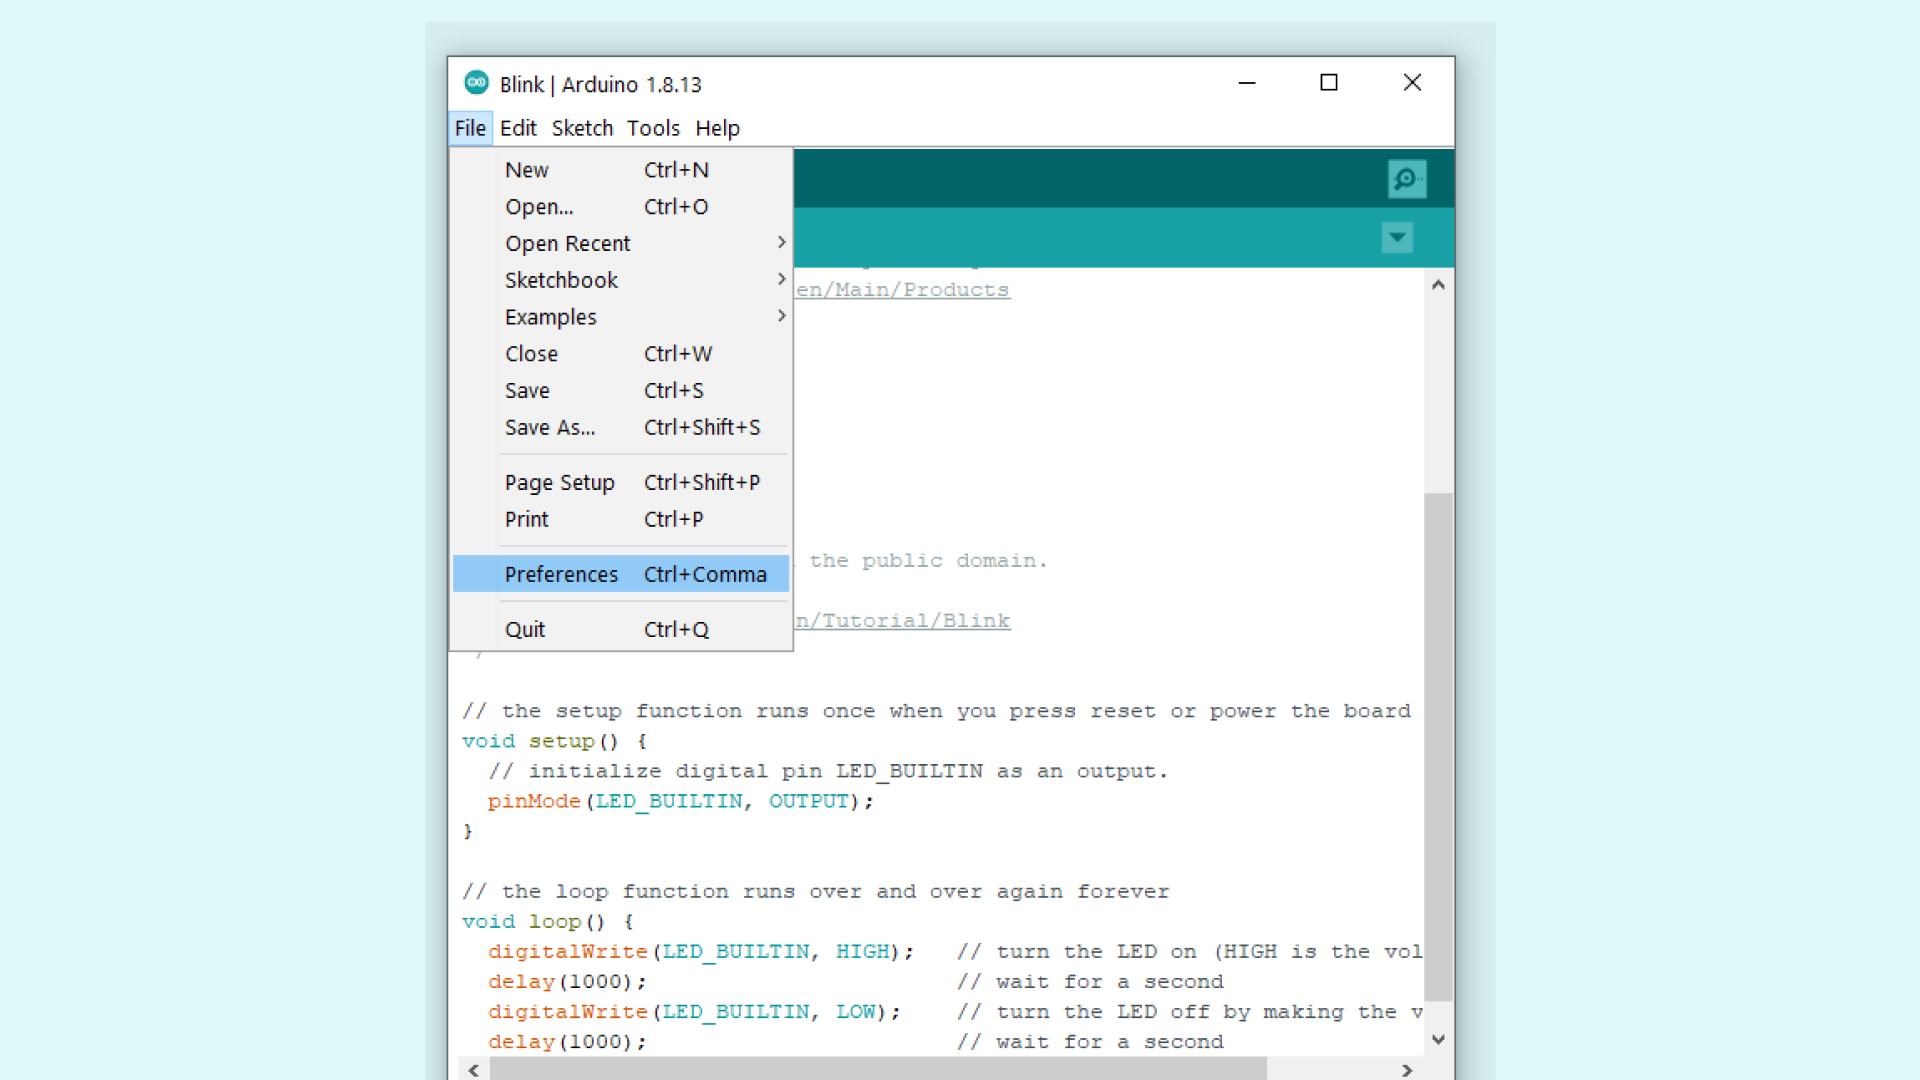 Blink | Arduino 1.8.13
File Edit Sketch Tools Help
New Ctrl+N
Open... Ctrl+O
Open Recent
Sketchbook
Examples
Close Ctrl+W
Save Ctrl+S
Save As... Ctrl+Shift+S
Page Setup Ctrl+Shift+P
Print Ctrl+P
Preferences Ctrl+Comma
Quit Ctrl+Q
en/Main/Products
the public domain.
n/Tutorial/Blink
// the setup function runs once when you press reset or power the board
void setup() {
// initialize digital pin LED_BUILTIN as an output.
pinMode(LED_BUILTIN, OUTPUT);
}
// the loop function runs over and over again forever
void loop() {
digitalWrite(LED_BUILTIN, HIGH); // turn the LED on (HIGH is the vol
delay(1000); // wait for a second
digitalWrite(LED_BUILTIN, LOW); // turn the LED off by making the v
delay(1000); // wait for a second